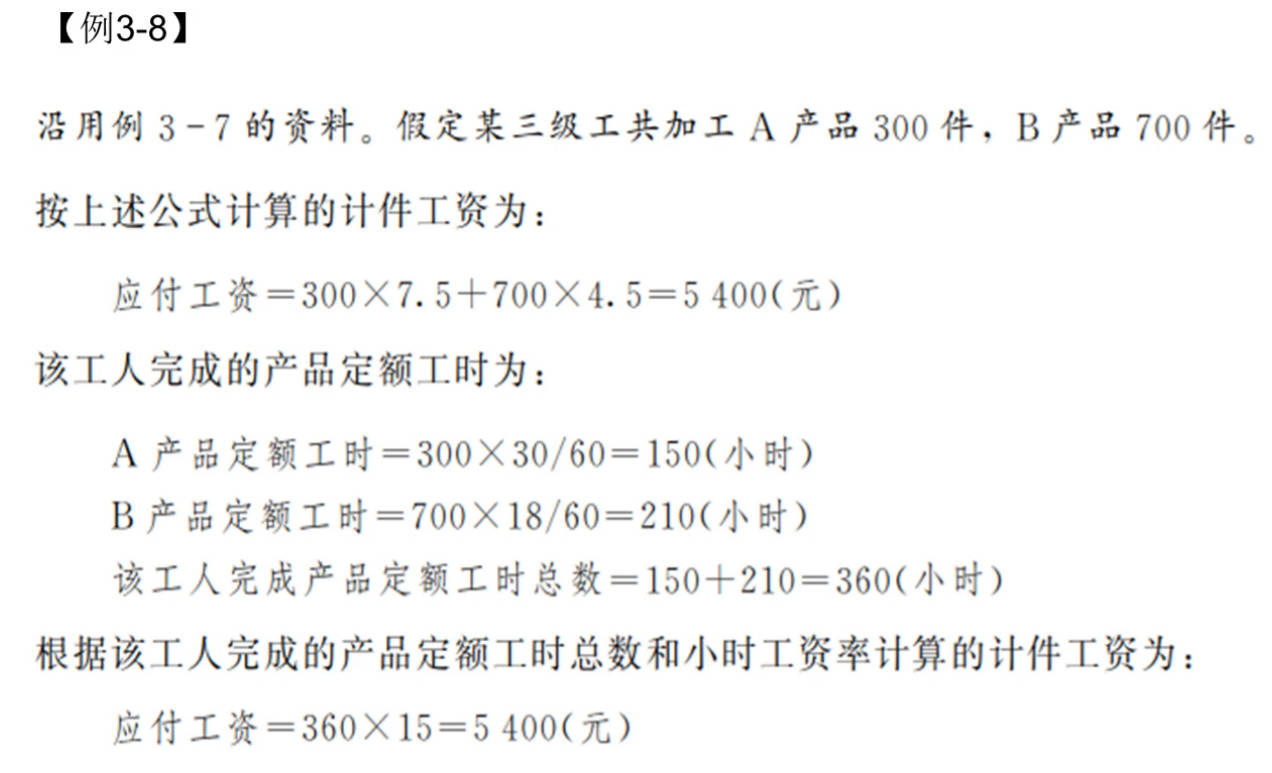 【例3-8】
沿用例 3-7 的资料。假定某三级工共加工 A 产品 300 件，B 产品 700 件。
按上述公式计算的计件工资为：
应付工资=300×7.5+700×4.5=5 400(元)
该工人完成的产品定额工时为：
A 产品定额工时=300×30/60=150(小时)
B 产品定额工时=700×18/60=210(小时)
该工人完成产品定额工时总数=150+210=360(小时)
根据该工人完成的产品定额工时总数和小时工资率计算的计件工资为：
应付工资=360×15=5 400(元)